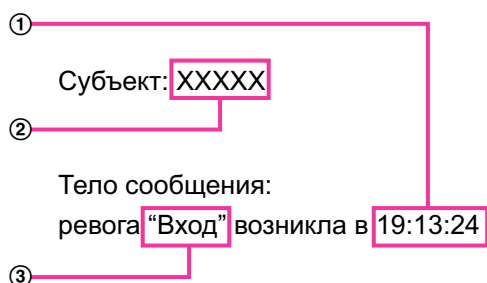 ①
Субъект: XXXXX
②
Тело сообщения:
ревога “Вход” возникла в 19:13:24
③